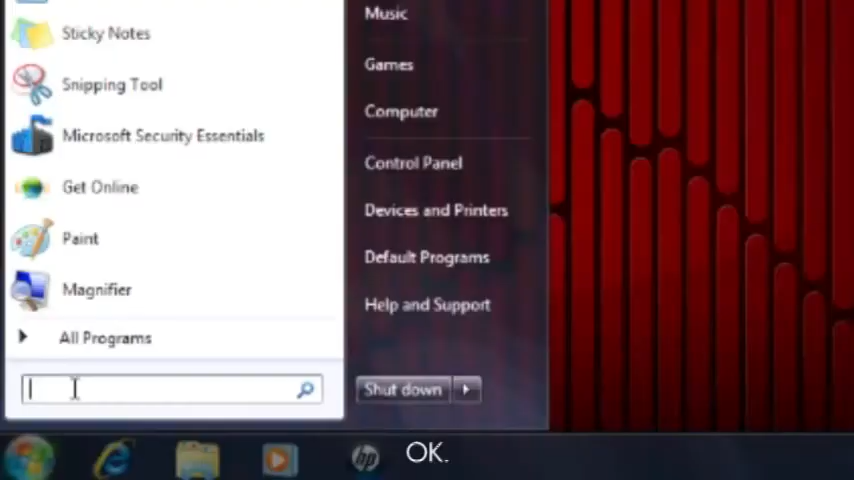 Sticky Notes
Snipping Tool
Microsoft Security Essentials
Get Online
Paint
Magnifier
All Programs
Music
Games
Computer
Control Panel
Devices and Printers
Default Programs
Help and Support
Shut down
hp
OK.